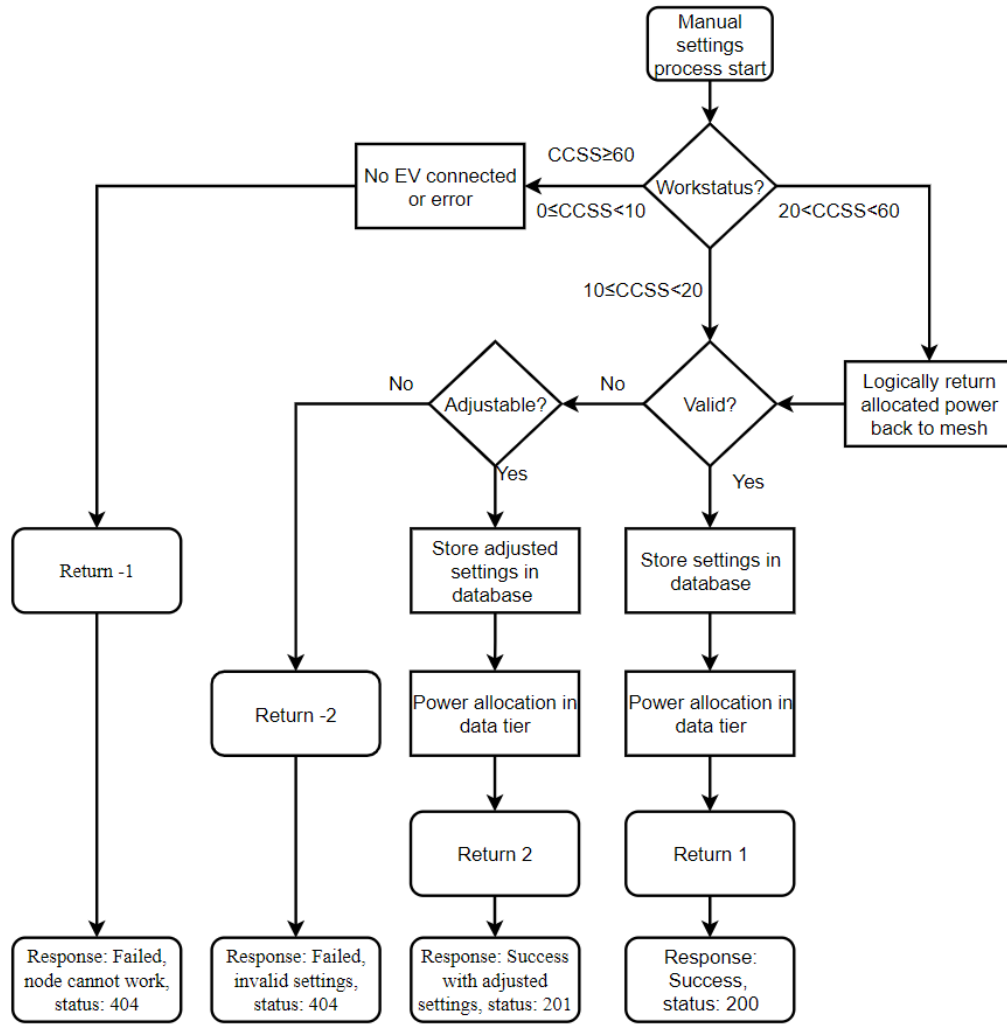 Manual
settings
process start
CCSS≥60
No EV connected
or error
Workstatus?
0≤CCSS<10
20<CCSS<60
10≤CCSS<20
No
Adjustable?
No
Valid?
Logically return
allocated power
back to mesh
Yes
Yes
Return -1
Store adjusted
settings in
database
Store settings in
database
Return -2
Power allocation in
data tier
Power allocation in
data tier
Return 2
Return 1
Response: Failed,
node cannot work,
status: 404
Response: Failed,
invalid settings,
status: 404
Response: Success
with adjusted
settings, status: 201
Response:
Success,
status: 200